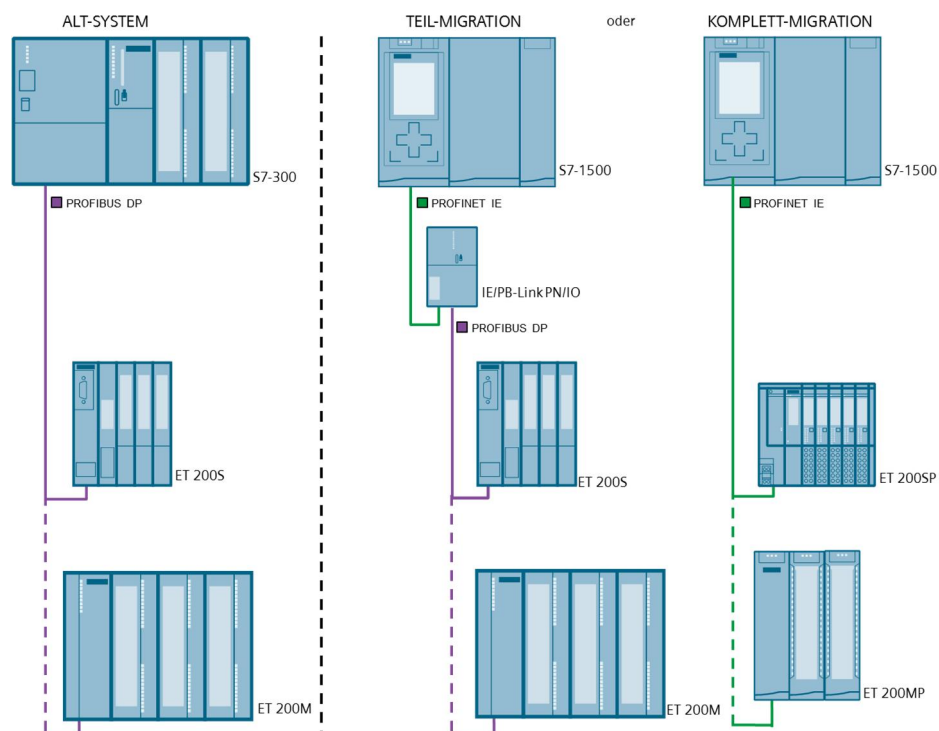 ALT-SYSTEM
TEIL-MIGRATION
oder
KOMPLETT-MIGRATION
S7-300
S7-1500
S7-1500
PROFIBUS DP
PROFINET IE
PROFINET IE
IE/PB-Link PN/IO
PROFIBUS DP
ET 200S
ET 200S
ET 200SP
ET 200M
ET 200M
ET 200MP